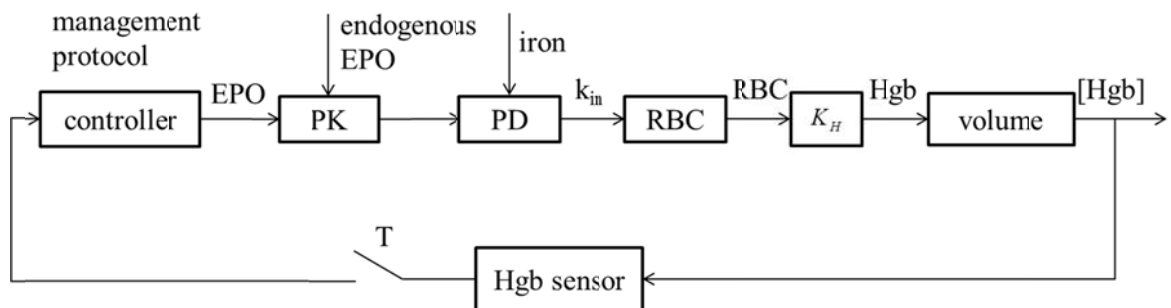 management
protocol
endogenous
EPO
iron
EPO
k_in
RBC
Hgb
[Hgb]
controller
PK
PD
RBC
K_H
volume
T
Hgb sensor